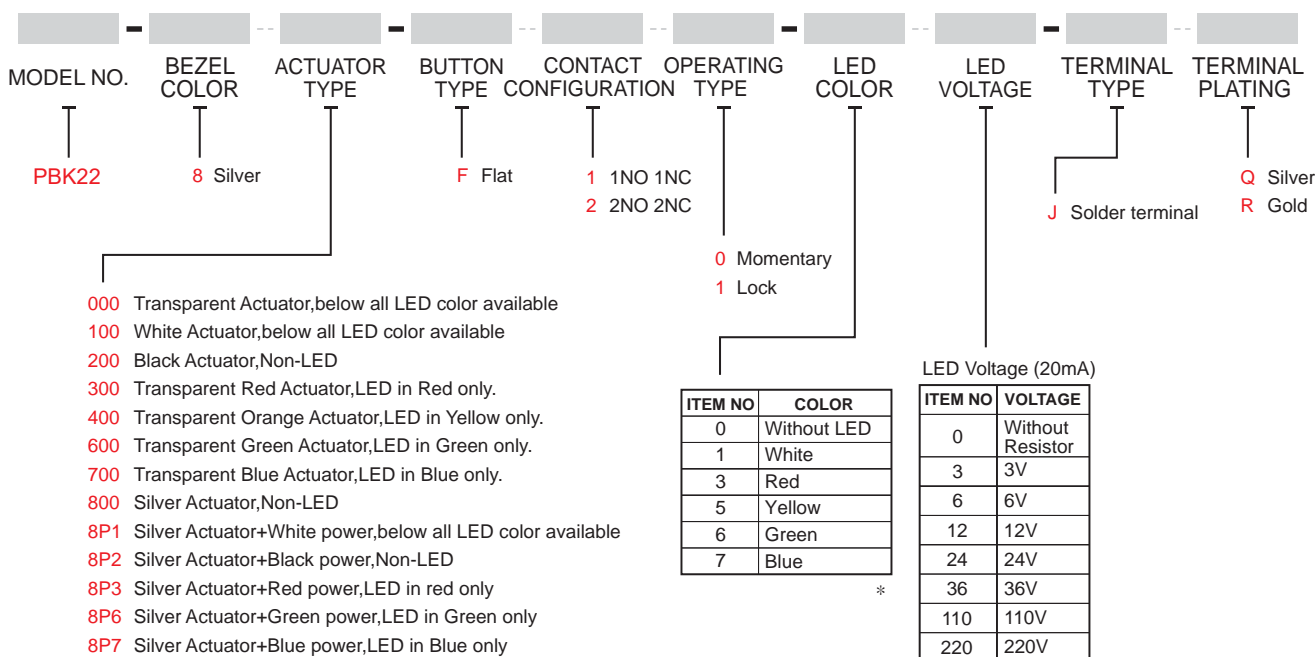 MODEL NO.
BEZEL
COLOR
ACTUATOR
TYPE
BUTTON
TYPE
CONTACT
CONFIGURATION
OPERATING
TYPE
LED
COLOR
LED
VOLTAGE
TERMINAL
TYPE
TERMINAL
PLATING
PBK22
8 Silver
F Flat
1 1NO 1NC
2 2NO 2NC
J Solder terminal
Q Silver
R Gold
0 Momentary
1 Lock
000 Transparent Actuator,below all LED color available
100 White Actuator,below all LED color available
200 Black Actuator,Non-LED
300 Transparent Red Actuator,LED in Red only.
400 Transparent Orange Actuator,LED in Yellow only.
600 Transparent Green Actuator,LED in Green only.
700 Transparent Blue Actuator,LED in Blue only.
800 Silver Actuator,Non-LED
8P1 Silver Actuator+White power,below all LED color available
8P2 Silver Actuator+Black power,Non-LED
8P3 Silver Actuator+Red power,LED in red only
8P6 Silver Actuator+Green power,LED in Green only
8P7 Silver Actuator+Blue power,LED in Blue only
ITEM NO COLOR
0 Without LED
1 White
3 Red
5 Yellow
6 Green
7 Blue
*
LED Voltage (20mA)
ITEM NO VOLTAGE
0 Without
Resistor
3 3V
6 6V
12 12V
24 24V
36 36V
110 110V
220 220V